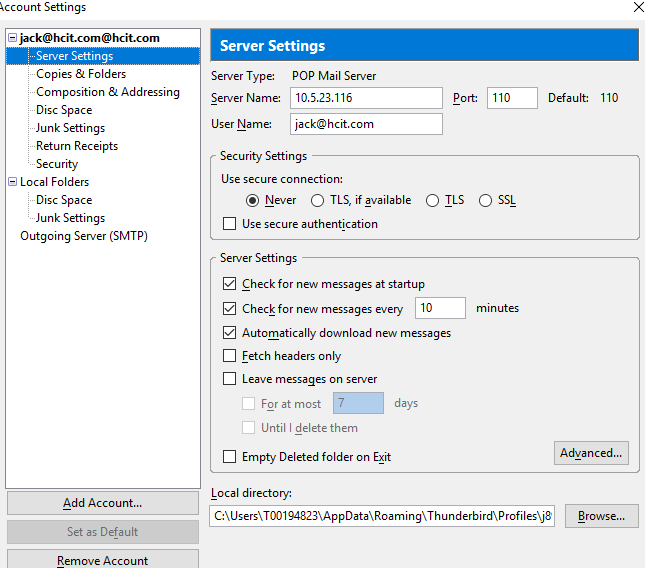 Account Settings
jack@hcit.com@hcit.com
Server Settings
Copies & Folders
Composition & Addressing
Disc Space
Junk Settings
Return Receipts
Security
Local Folders
Disc Space
Junk Settings
Outgoing Server (SMTP)
Add Account...
Set as Default
Remove Account
Server Settings
Server Type: POP Mail Server
Server Name: 10.5.23.116 Port: 110 Default: 110
User Name: jack@hcit.com
Security Settings
Use secure connection:
Never TLS, if available TLS SSL
Use secure authentication
Server Settings
Check for new messages at startup
Check for new messages every 10 minutes
Automatically download new messages
Fetch headers only
Leave messages on server
For at most 7 days
Until I delete them
Empty Deleted folder on Exit Advanced...
Local directory:
C:\Users\T00194823\AppData\Roaming\Thunderbird\Profiles\j8 Browse...